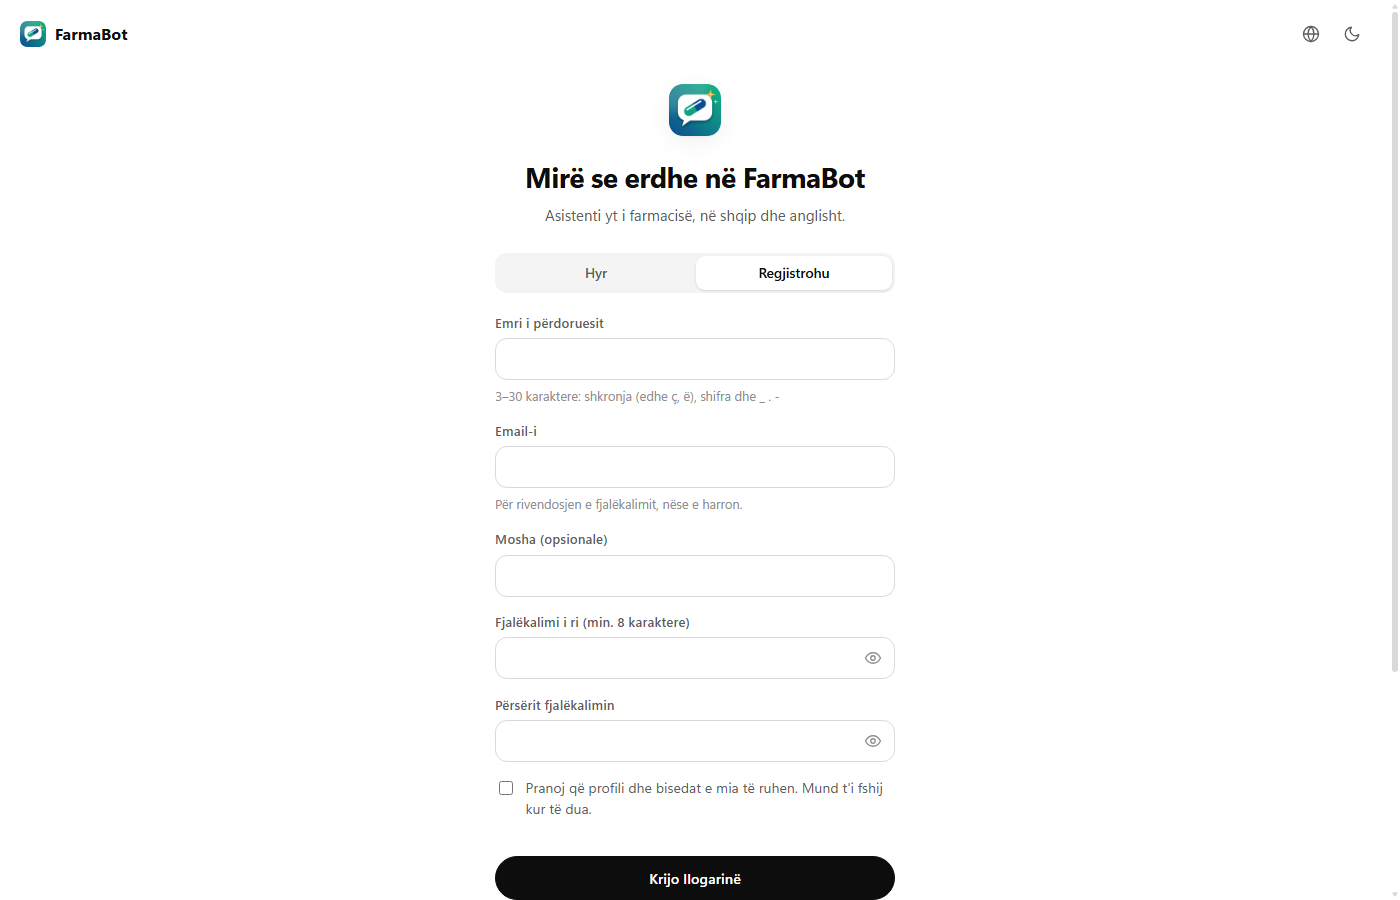 FarmaBot
Mirë se erdhe në FarmaBot
Asistenti yt i farmacisë, në shqip dhe anglisht.
Hyr
Regjistrohu
Emri i përdoruesit
3–30 karaktere: shkronja (edhe ç, ë), shifra dhe _ . -
Email-i
Për rivendosjen e fjalëkalimit, nëse e harron.
Mosha (opsionale)
Fjalëkalimi i ri (min. 8 karaktere)
Përsërit fjalëkalimin
Pranoj që profili dhe bisedat e mia të ruhen. Mund t'i fshij
kur të dua.
Krijo llogarinë